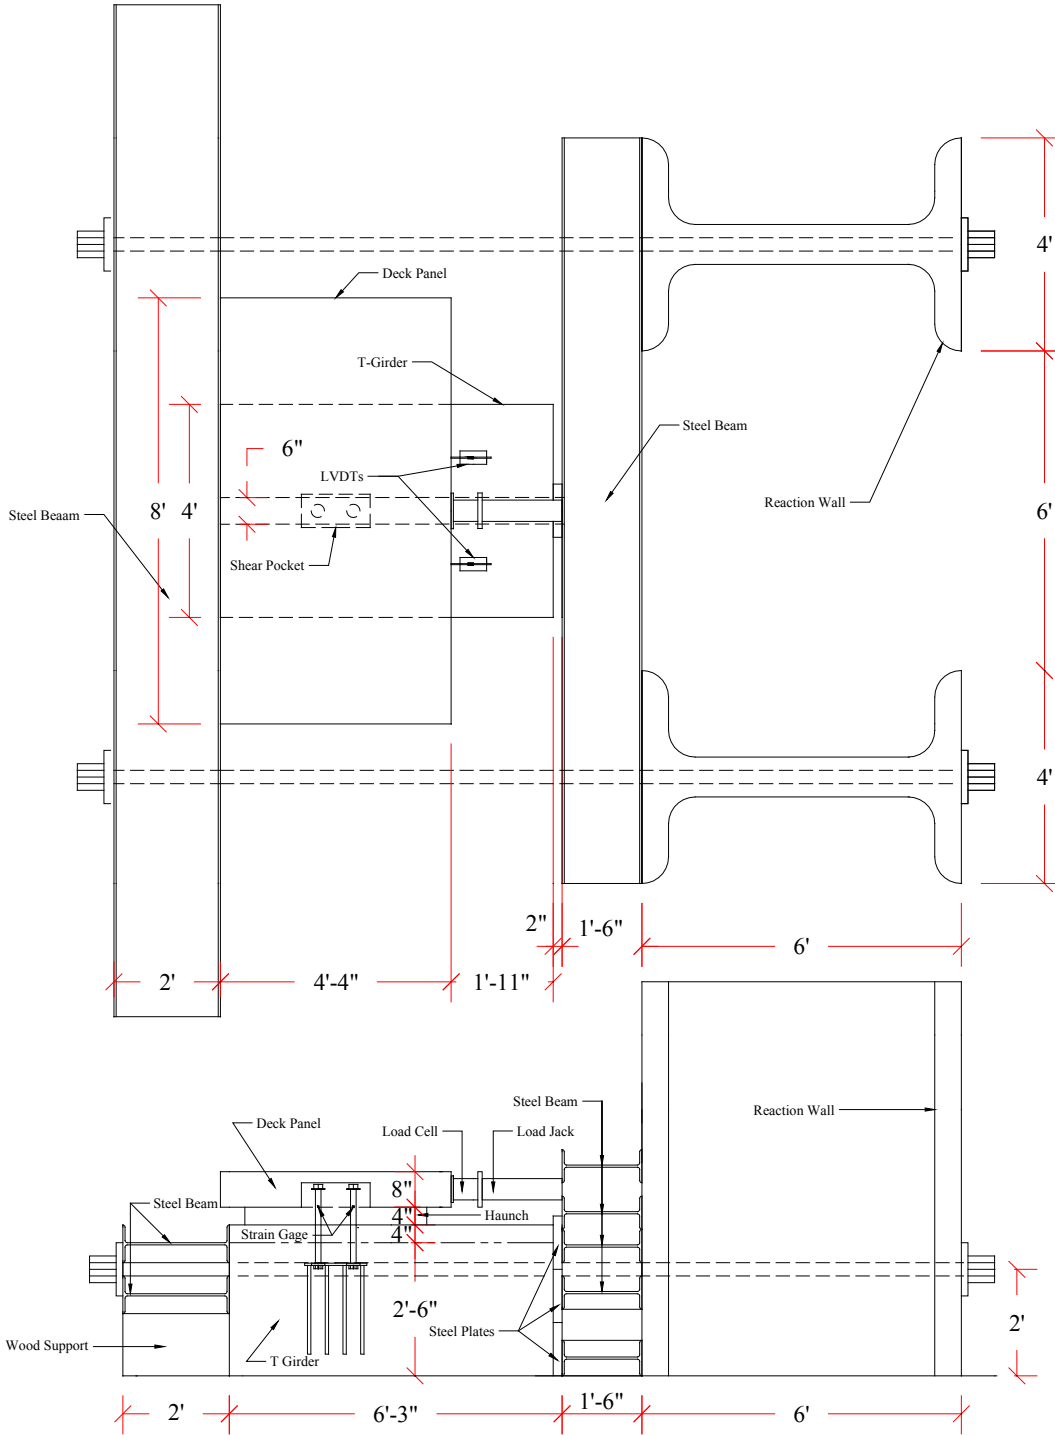 4'
Deck Panel
T-Girder
Steel Beam
6"
LVDTs
Reaction Wall
8'
4'
Steel Beaam
6'
Shear Pocket
4'
2"
1'-6"
6'
2'
4'-4"
1'-11"
Steel Beam
Reaction Wall
Deck Panel
Load Cell
Load Jack
8"
Steel Beam
4"
Haunch
Strain Gage
4"
2'-6"
Steel Plates
2'
Wood Support
T Girder
2'
6'-3"
1'-6"
6'